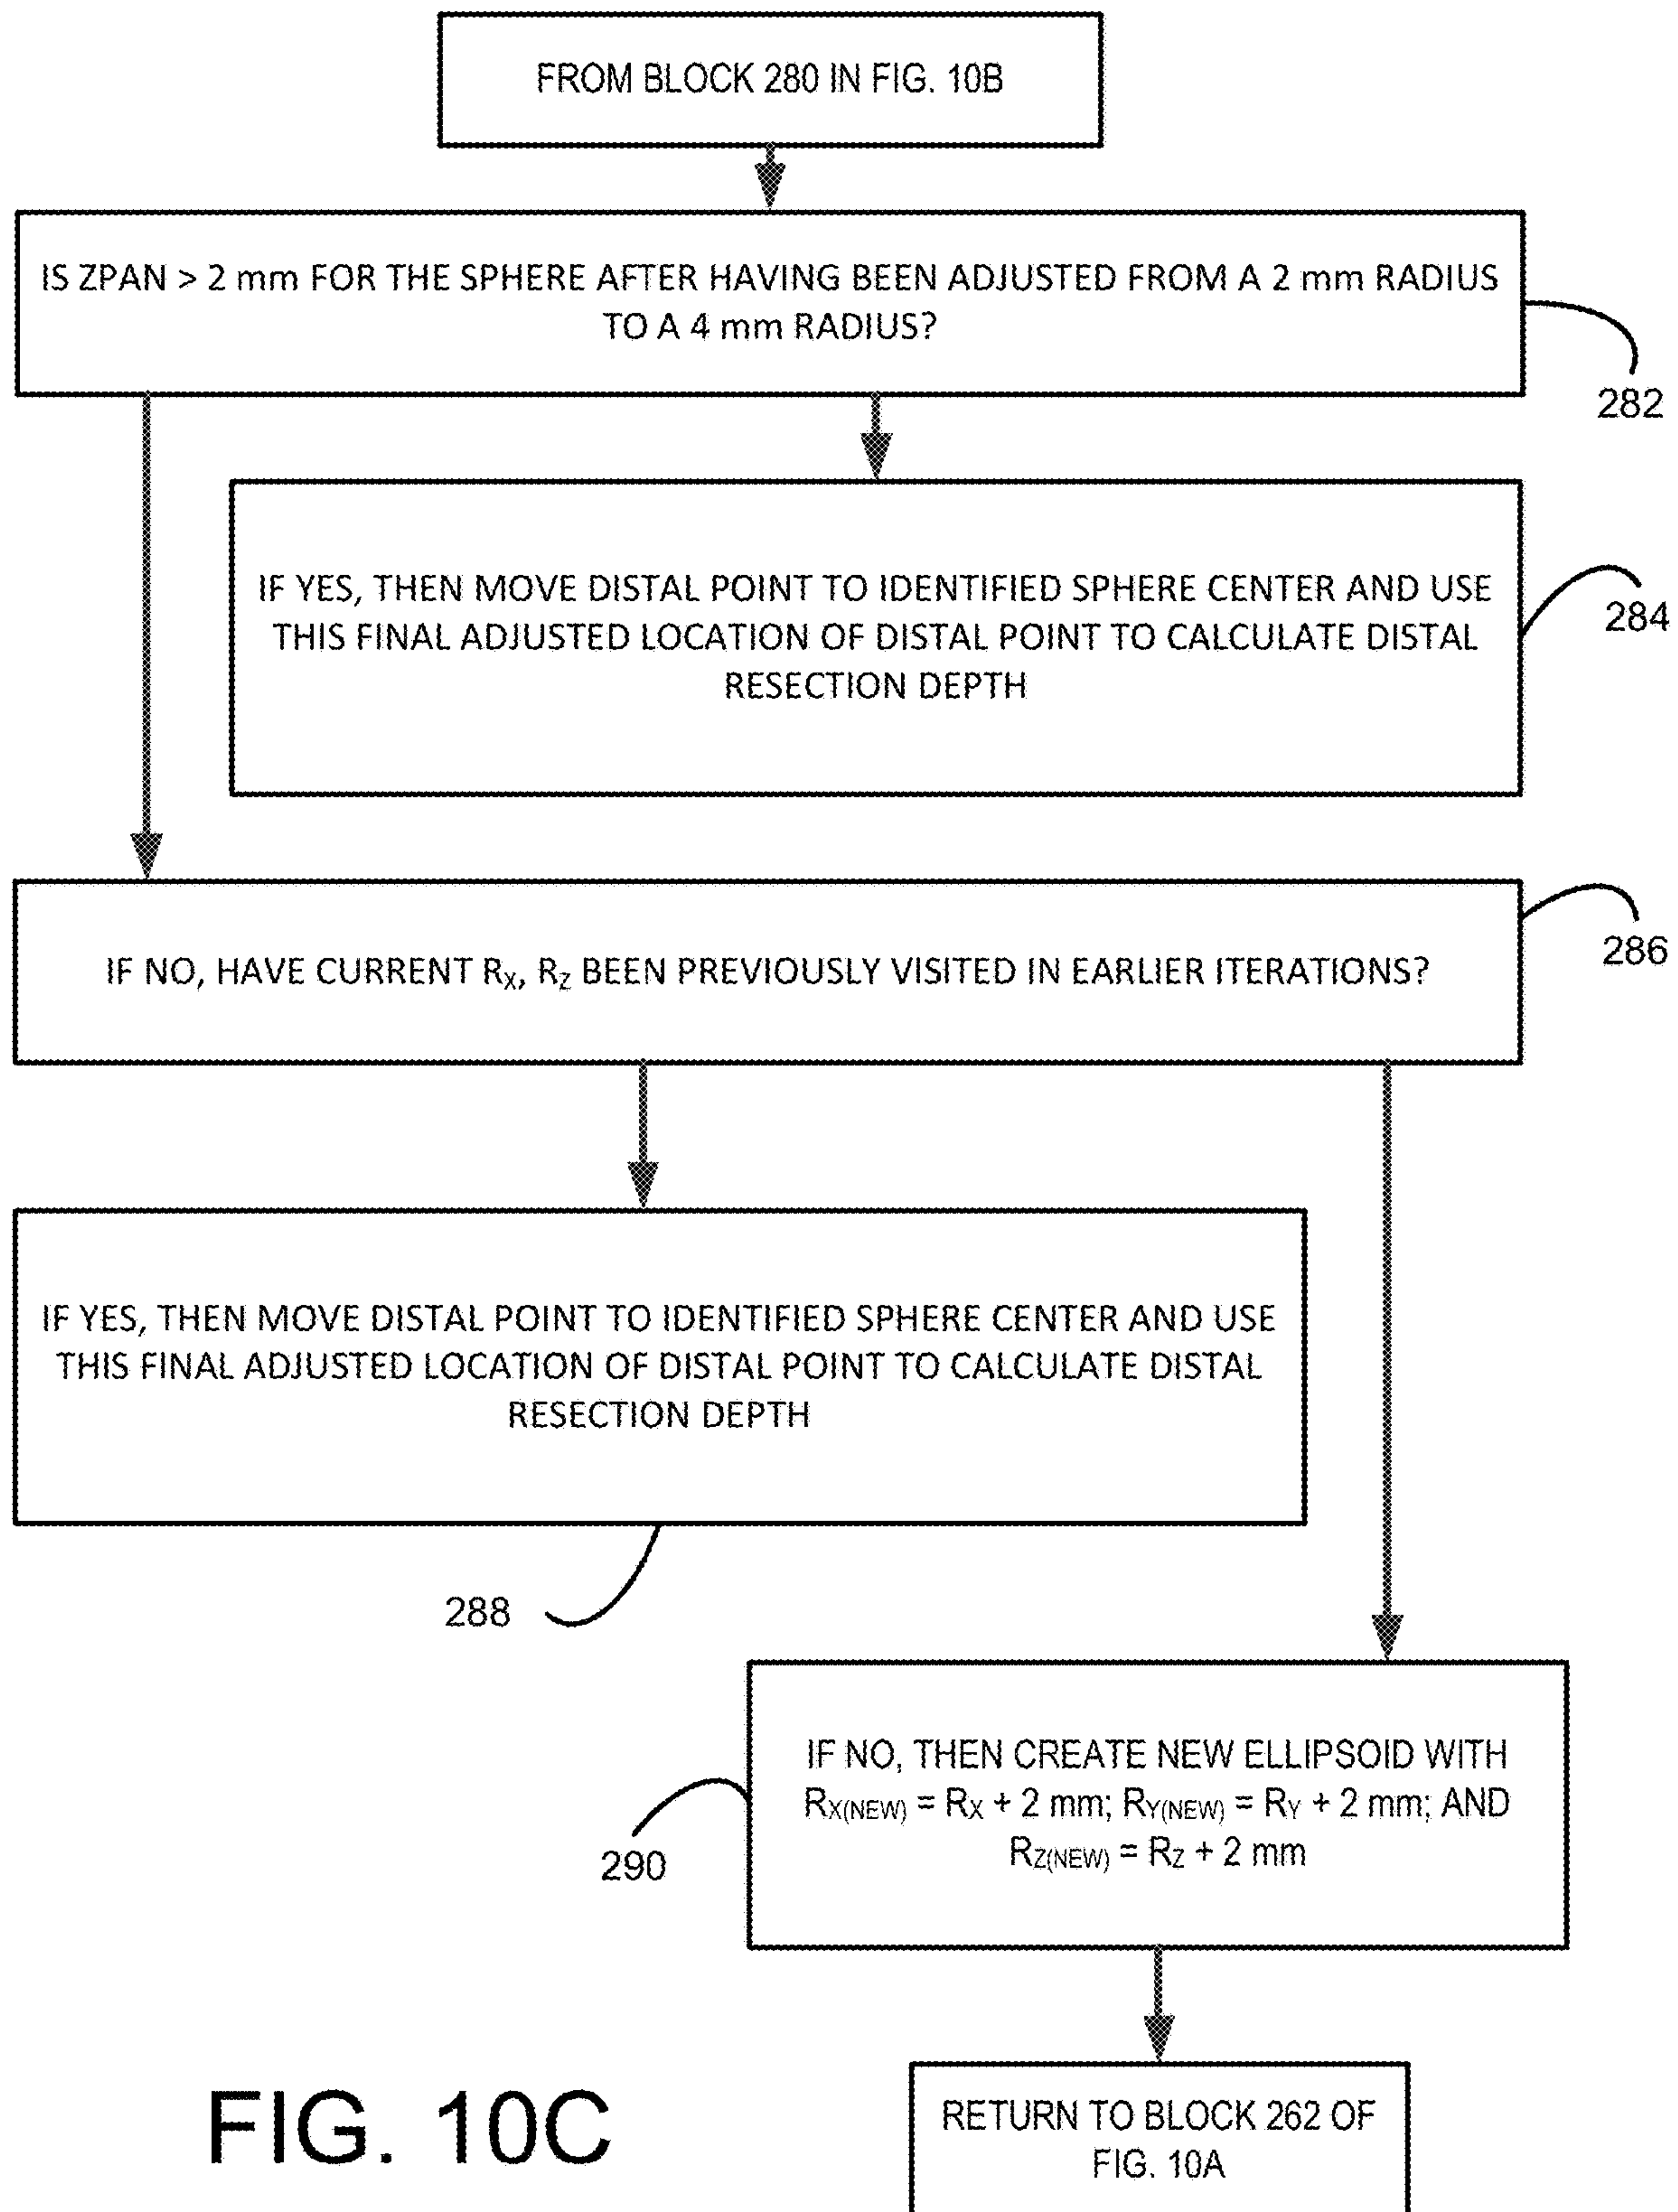 FROM BLOCK 280 IN FIG. 10B
IS ZPAN > 2 mm FOR THE SPHERE AFTER HAVING BEEN ADJUSTED FROM A 2 mm RADIUS
TO A 4 mm RADIUS?
282
IF YES, THEN MOVE DISTAL POINT TO IDENTIFIED SPHERE CENTER AND USE
THIS FINAL ADJUSTED LOCATION OF DISTAL POINT TO CALCULATE DISTAL
RESECTION DEPTH
284
IF NO, HAVE CURRENT RX, RZ BEEN PREVIOUSLY VISITED IN EARLIER ITERATIONS?
286
IF YES, THEN MOVE DISTAL POINT TO IDENTIFIED SPHERE CENTER AND USE
THIS FINAL ADJUSTED LOCATION OF DISTAL POINT TO CALCULATE DISTAL
RESECTION DEPTH
288
IF NO, THEN CREATE NEW ELLIPSOID WITH
RX(NEW) = RX + 2 mm; RY(NEW) = RY + 2 mm; AND
RZ(NEW) = RZ + 2 mm
290
RETURN TO BLOCK 262 OF
FIG. 10A
FIG. 10C